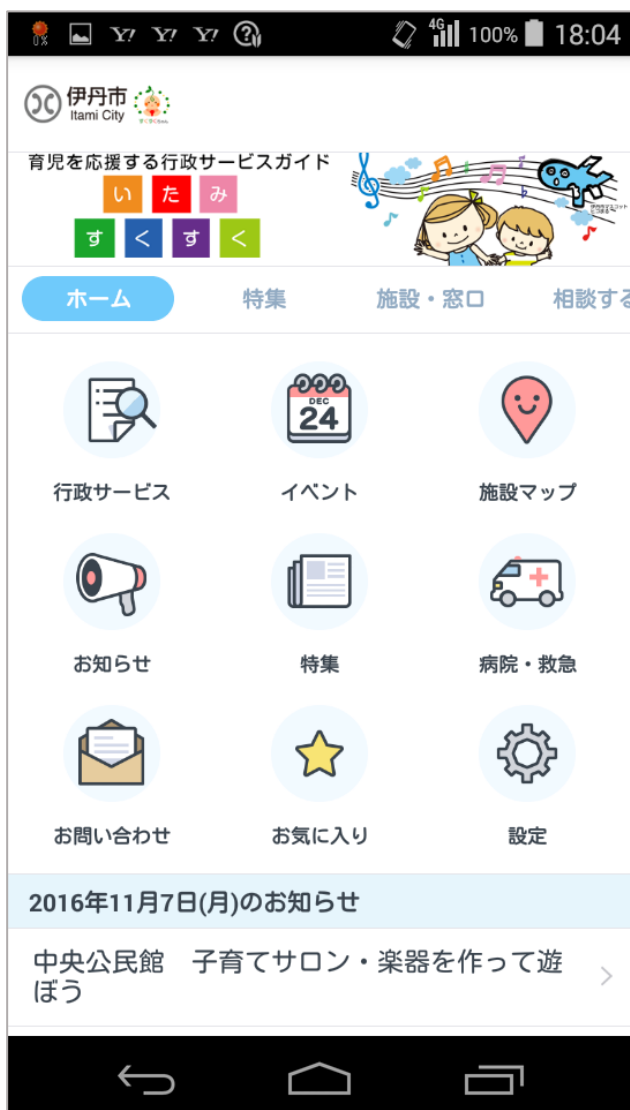 0%
Y! Y! Y!
4G
100%
18:04
伊丹市
Itami City
育児を応援する行政サービスガイド
いたみ
すくすく
ホーム 特集 施設・窓口 相談する
DEC
24
行政サービス イベント 施設マップ
お知らせ 特集 病院・救急
お問い合わせ お気に入り 設定
2016年11月7日(月)のお知らせ
中央公民館　子育てサロン・楽器を作って遊
ぼう